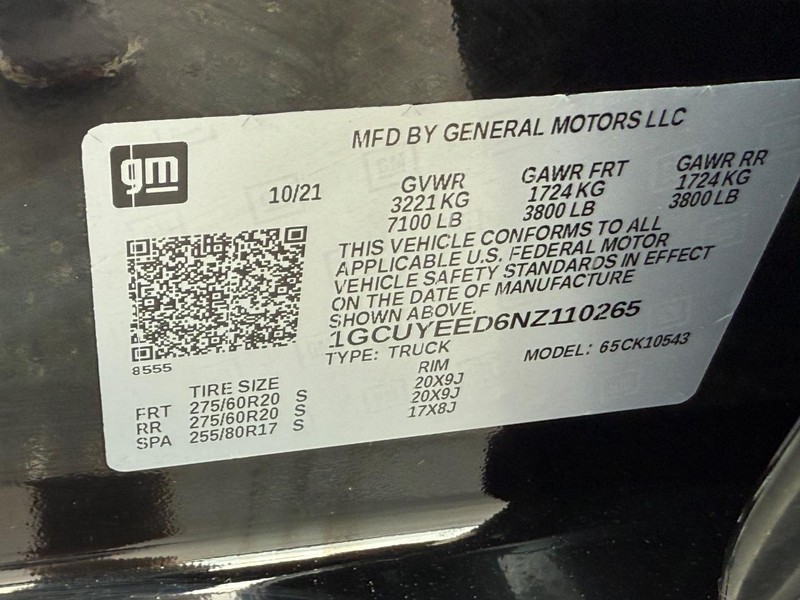 MFD BY GENERAL MOTORS LLC
gm
10/21
GVWR GAWR FRT GAWR RR
3221 KG 1724 KG 1724 KG
7100 LB 3800 LB 3800 LB
THIS VEHICLE CONFORMS TO ALL
APPLICABLE U.S. FEDERAL MOTOR
VEHICLE SAFETY STANDARDS IN EFFECT
ON THE DATE OF MANUFACTURE
SHOWN ABOVE.
1GCUYEED6NZ110265
TYPE: TRUCK MODEL: 65CK10543
8555
TIRE SIZE RIM
FRT 275/60R20 S 20X9J
RR 275/60R20 S 20X9J
SPA 255/80R17 S 17X8J